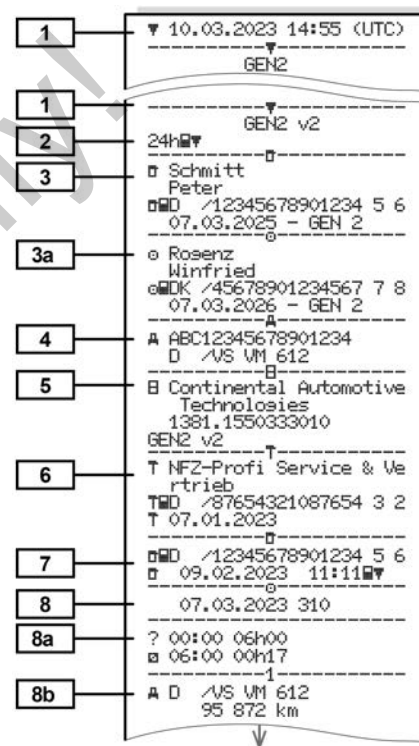 1 ▼ 10.03.2023 14:55 (UTC)
GEN2
1
GEN2 v2
2 24h▼
3 Schmitt
Peter
D /12345678901234 5 6
07.03.2025 - GEN 2
3a Rosenz
Winfried
DK /45678901234567 7 8
07.03.2026 - GEN 2
4 A ABC12345678901234
D /VS VM 612
5 Continental Automotive
Technologies
1381.1550333010
GEN2 v2
6 T NFZ-Profi Service & Ve
rtrieb
TD /87654321087654 3 2
T 07.01.2023
7 D /12345678901234 5 6
09.02.2023 11:11▼
8 07.03.2023 310
8a ? 00:00 06h00
06:00 00h17
1
8b A D /VS VM 612
95 872 km